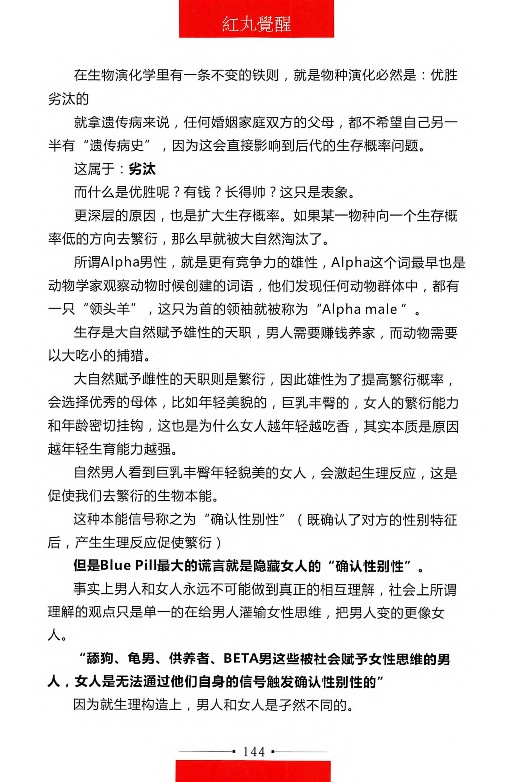 紅丸覺醒
在生物演化学里有一条不变的铁则，就是物种演化必然是：优胜
劣汰的
就拿遗传病来说，任何婚姻家庭双方的父母，都不希望自己另一
半有“遗传病史”，因为这会直接影响到后代的生存概率问题。
这属于：劣汰
而什么是优胜呢？有钱？长得帅？这只是表象。
更深层的原因，也是扩大生存概率。如果某一物种向一个生存概
率低的方向去繁衍，那么早就被大自然淘汰了。
所谓Alpha男性，就是更有竞争力的雄性，Alpha这个词最早也是
动物学家观察动物时候创建的词语，他们发现任何动物群体中，都有
一只“领头羊”，这只为首的领袖就被称为“Alpha male “。
生存是大自然赋予雄性的天职，男人需要赚钱养家，而动物需要
以大吃小的捕猎。
大自然赋予雌性的天职则是繁衍，因此雄性为了提高繁衍概率，
会选择优秀的母体，比如年轻美貌的，巨乳丰臀的，女人的繁衍能力
和年龄密切挂钩，这也是为什么女人越年轻越吃香，其实本质是原因
越年轻生育能力越强。
自然男人看到巨乳丰臀年轻貌美的女人，会激起生理反应，这是
促使我们去繁衍的生物本能。
这种本能信号称之为“确认性别性”（既确认了对方的性别特征
后，产生生理反应促使繁衍）
但是Blue Pill最大的谎言就是隐藏女人的“确认性别性”。
事实上男人和女人永远不可能做到真正的相互理解，社会上所谓
理解的观点只是单一的在给男人灌输女性思维，把男人变的更像女
人。
“舔狗、龟男、供养者、BETA男这些被社会赋予女性思维的男
人，女人是无法通过他们自身的信号触发确认性别性的”
因为就生理构造上，男人和女人是孑然不同的。
144